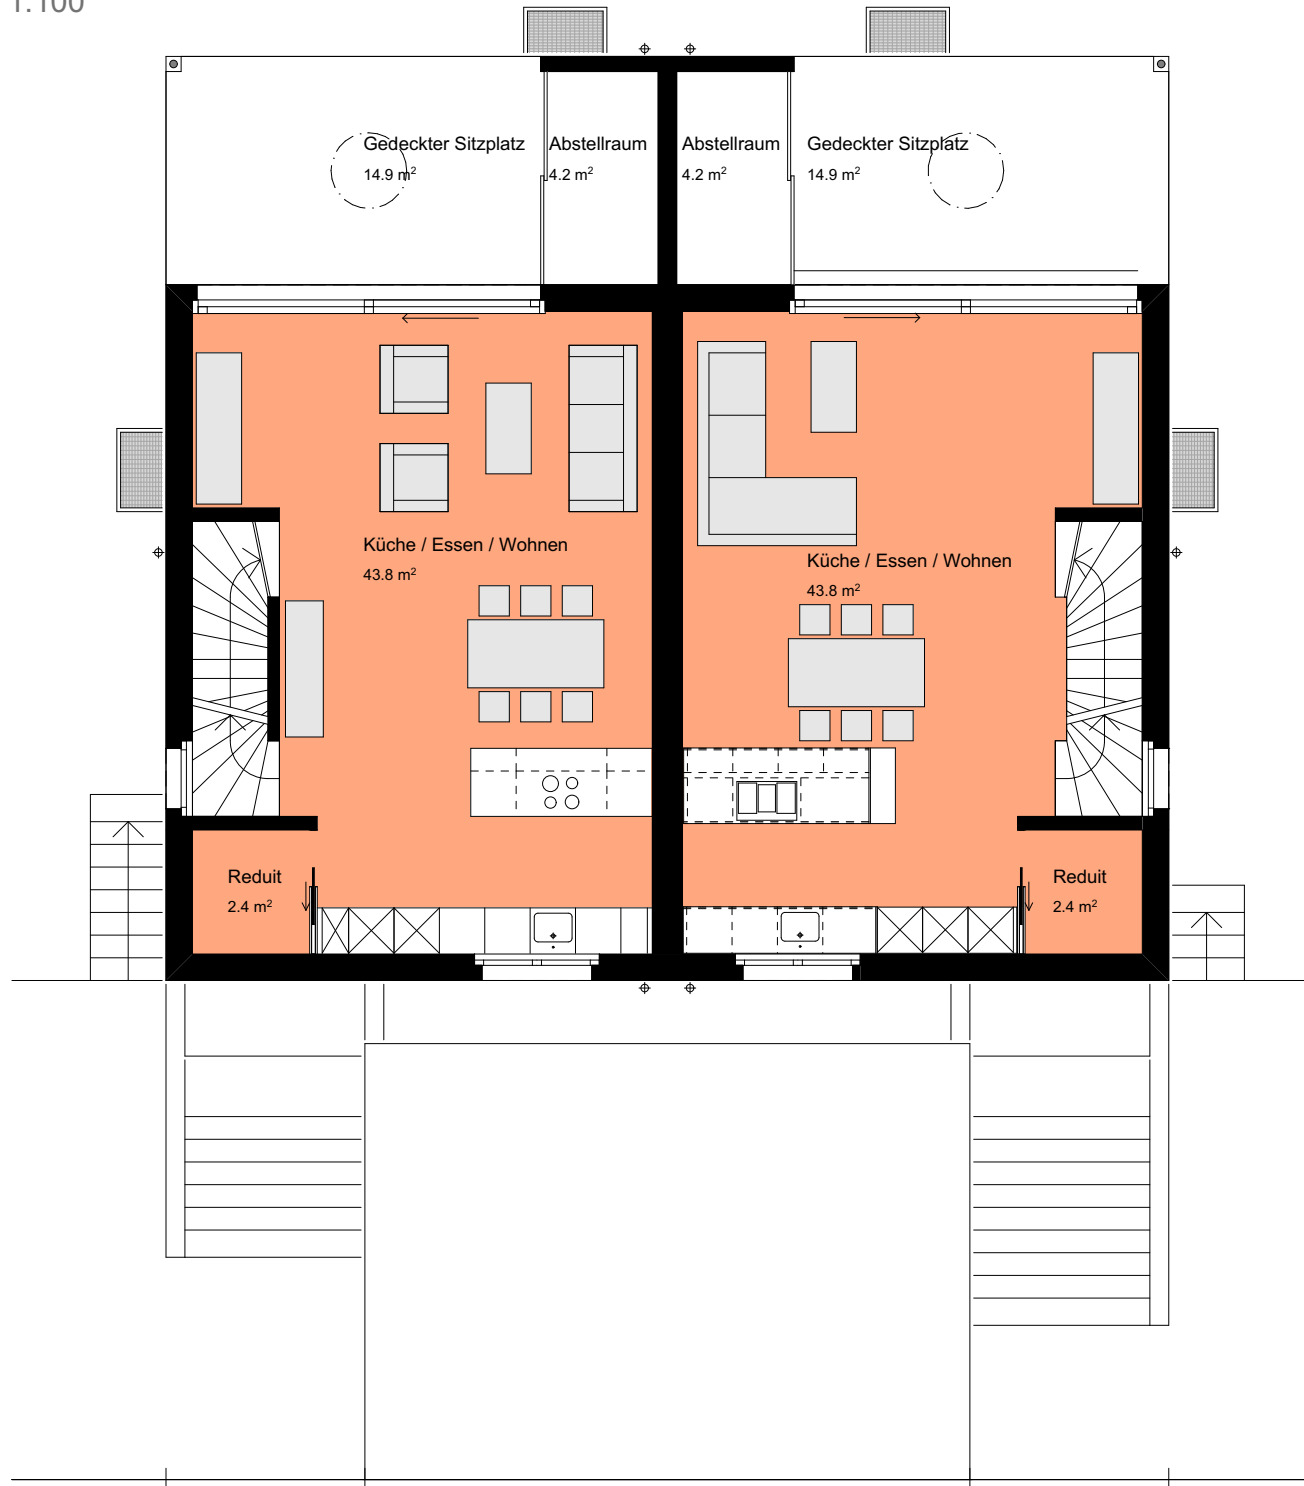 1:100
Gedeckter Sitzplatz
14.9 m²
Abstellraum
4.2 m²
Abstellraum
4.2 m²
Gedeckter Sitzplatz
14.9 m²
Küche / Essen / Wohnen
43.8 m²
Küche / Essen / Wohnen
43.8 m²
Reduit
2.4 m²
Reduit
2.4 m²